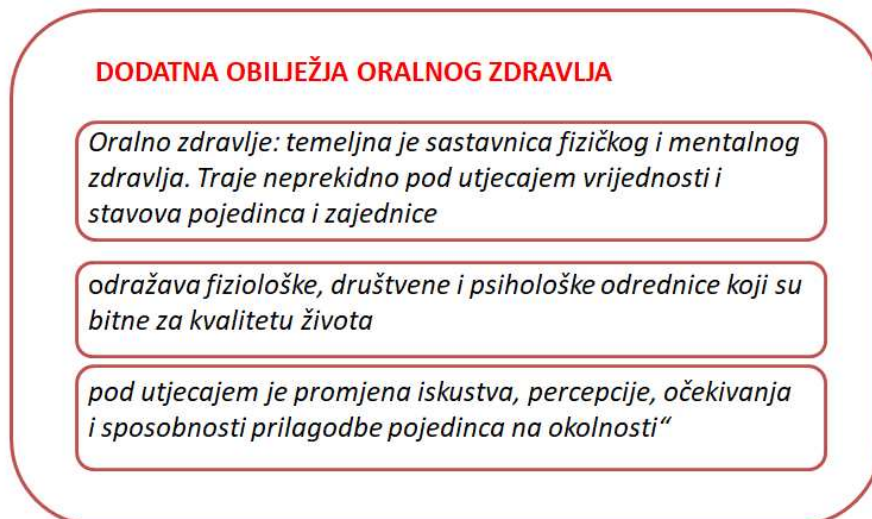 DODATNA OBILJEŽJA ORALNOG ZDRAVLJA
Oralno zdravlje: temeljna je sastavnica fizičkog i mentalnog
zdravlja. Traje neprekidno pod utjecajem vrijednosti i
stavova pojedinca i zajednice
odražava fiziološke, društvene i psihološke odrednice koji su
bitne za kvalitetu života
pod utjecajem je promjena iskustva, percepcije, očekivanja
i sposobnosti prilagodbe pojedinca na okolnosti“